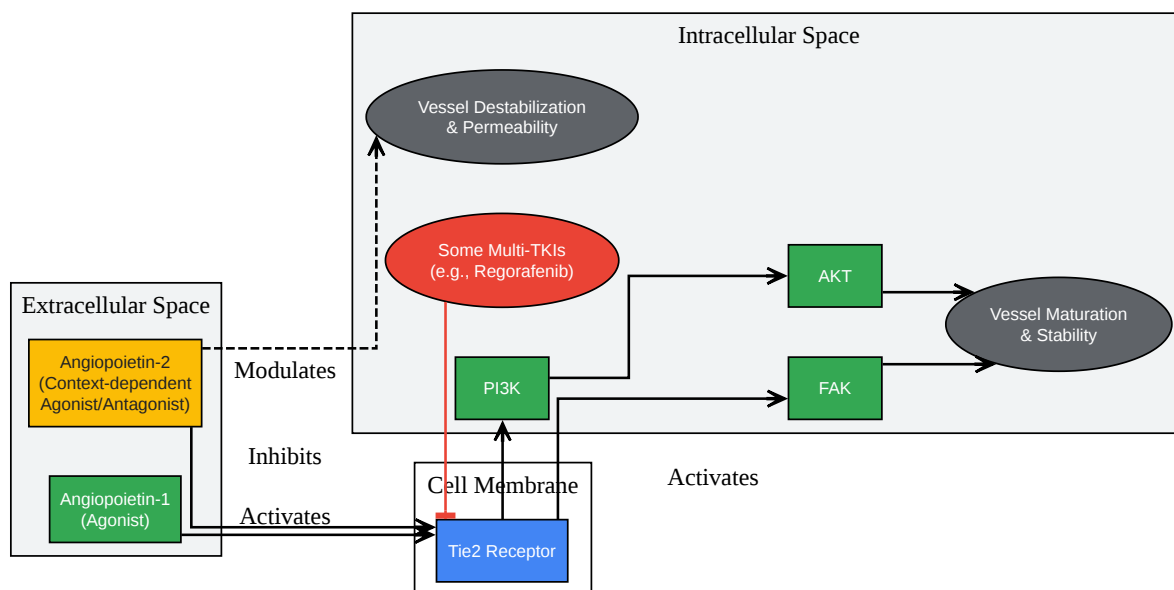 Intracellular Space
Vessel Destabilization
& Permeability
Some Multi-TKIs
(e.g., Regorafenib)
AKT
Vessel Maturation
& Stability
Extracellular Space
Angiopoietin-2
(Context-dependent
Agonist/Antagonist)
Modulates
PI3K
FAK
Inhibits
Activates
Cell Membrane
Angiopoietin-1
(Agonist)
Activates
Tie2 Receptor